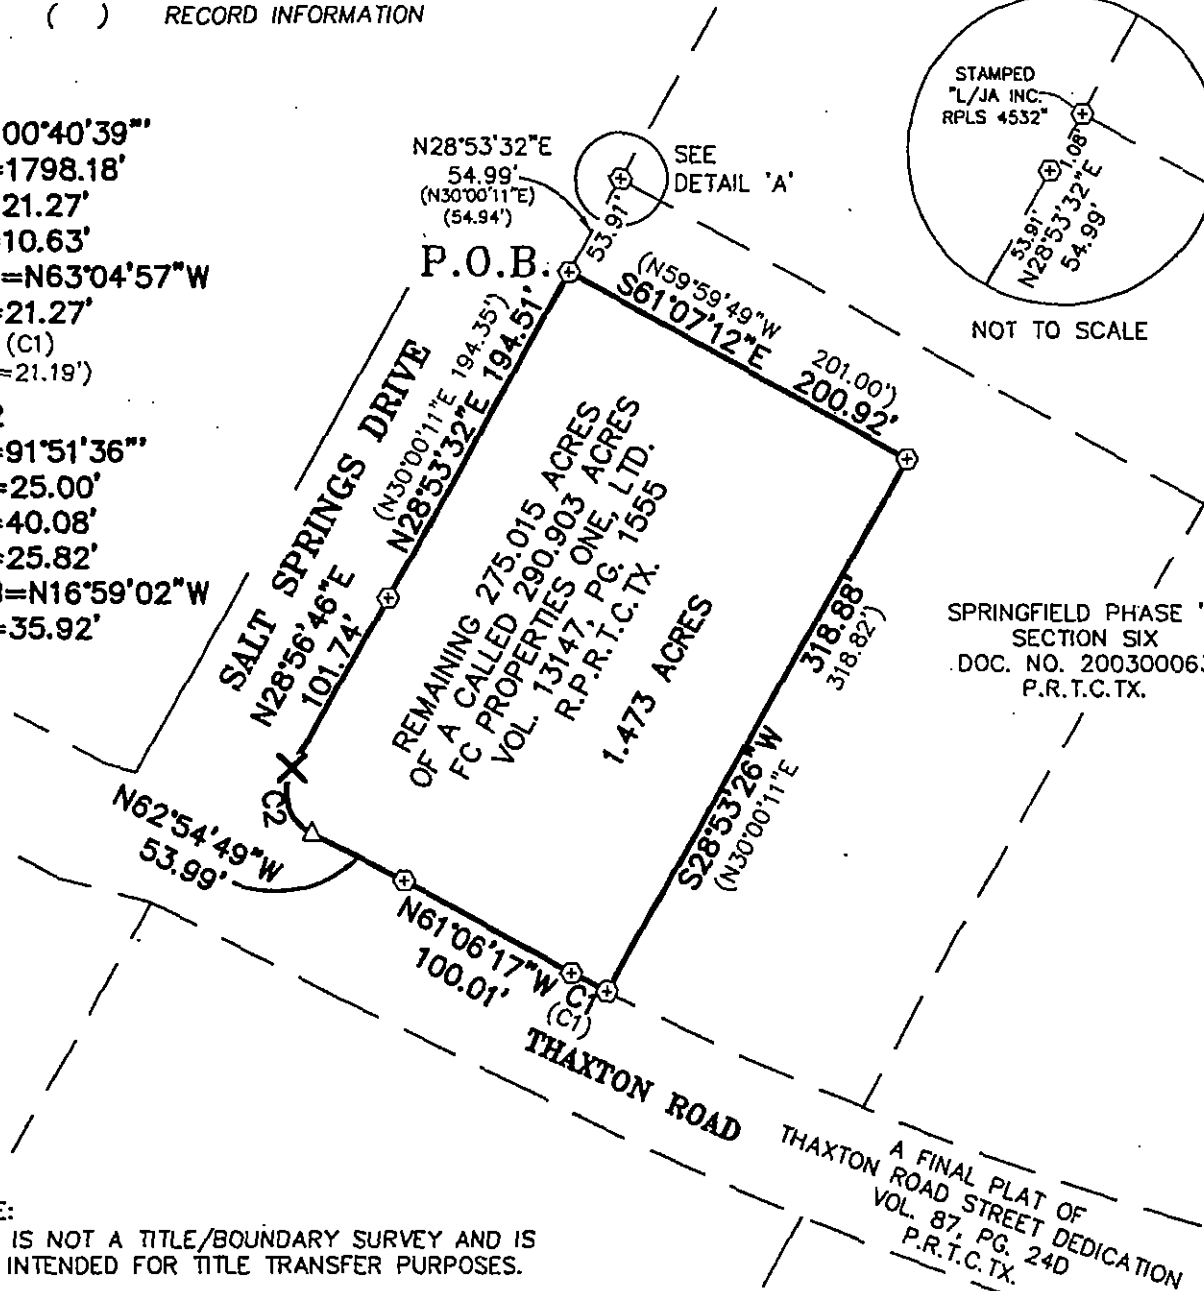 ( ) RECORD INFORMATION
00°40'39"'
=1798.18'
21.27'
=10.63'
=N63°04'57"W
=21.27'
(C1)
=21.19')
=91°51'36"'
=25.00'
=40.08'
=25.82'
=N16°59'02"W
=35.92'
N28°53'32"E
54.99'
(N30°00'11"E)
(54.94')
SEE
DETAIL 'A'
53.91'
P.O.B.
STAMPED
"L/JA INC.
RPLS 4532"
1.08'
53.91'
N28°53'32"E
54.99'
NOT TO SCALE
(N59°59'49"W 201.00')
S61°07'12"E 200.92'
SALT SPRINGS DRIVE
(N30°00'11"E 194.35')
N28°53'32"E 194.51'
N28°56'46"E
101.74'
REMAINING 275.015 ACRES
OF A CALLED 290.903 ACRES
FC PROPERTIES ONE, LTD.
VOL. 13147, PG. 1555
R.P.R.T.C.TX.
1.473 ACRES
318.88'
318.82')
S28°53'26"W
(N30°00'11"E
SPRINGFIELD PHASE
SECTION SIX
DOC. NO. 20030006
P.R.T.C.TX.
C2
N62°54'49"W
53.99'
N61°06'17"W
100.01'
C1
(C1)
THAXTON ROAD
A FINAL PLAT OF
THAXTON ROAD STREET DEDICATION
VOL. 87, PG. 24D
P.R.T.C.TX.
E:
IS NOT A TITLE/BOUNDARY SURVEY AND IS
INTENDED FOR TITLE TRANSFER PURPOSES.